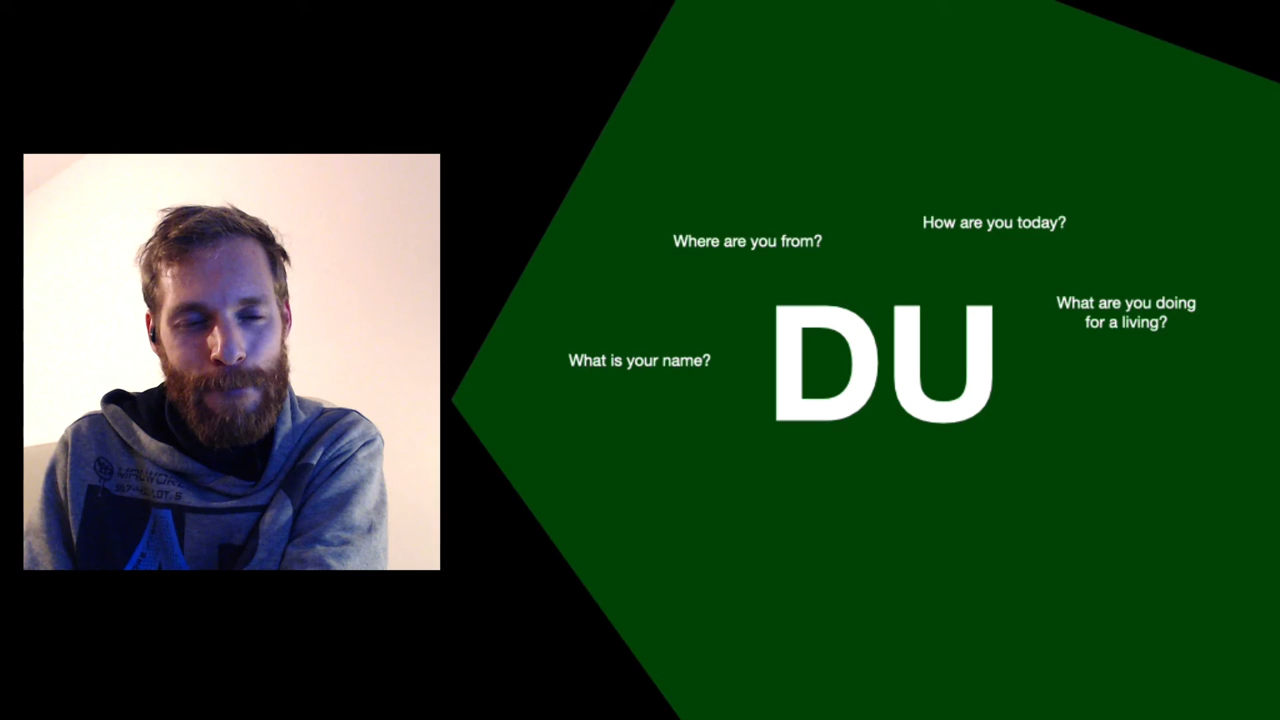 How are you today?
Where are you from?
What are you doing
for a living?
DU
What is your name?